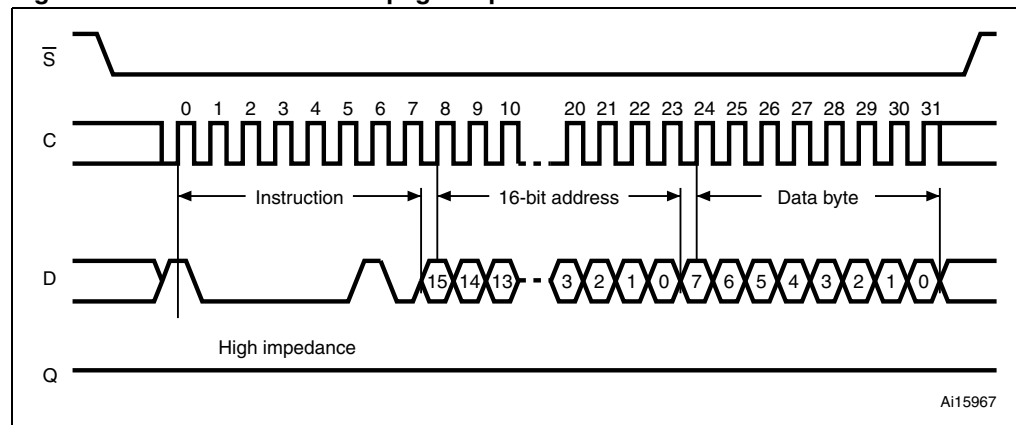 S
0 1 2 3 4 5 6 7 8 9 10 20 21 22 23 24 25 26 27 28 29 30 31
C
Instruction 16-bit address Data byte
D 15 14 13 3 2 1 0 7 6 5 4 3 2 1 0
High impedance
Q
Ai15967